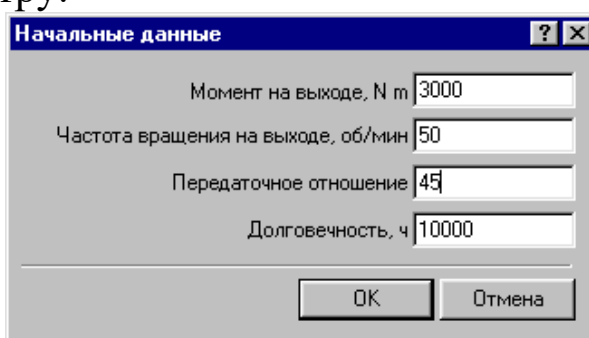 тру.
Начальные данные
Момент на выходе, N m 3000
Частота вращения на выходе, об/мин 50
Передаточное отношение 45
Долговечность, ч 10000
OK Отмена